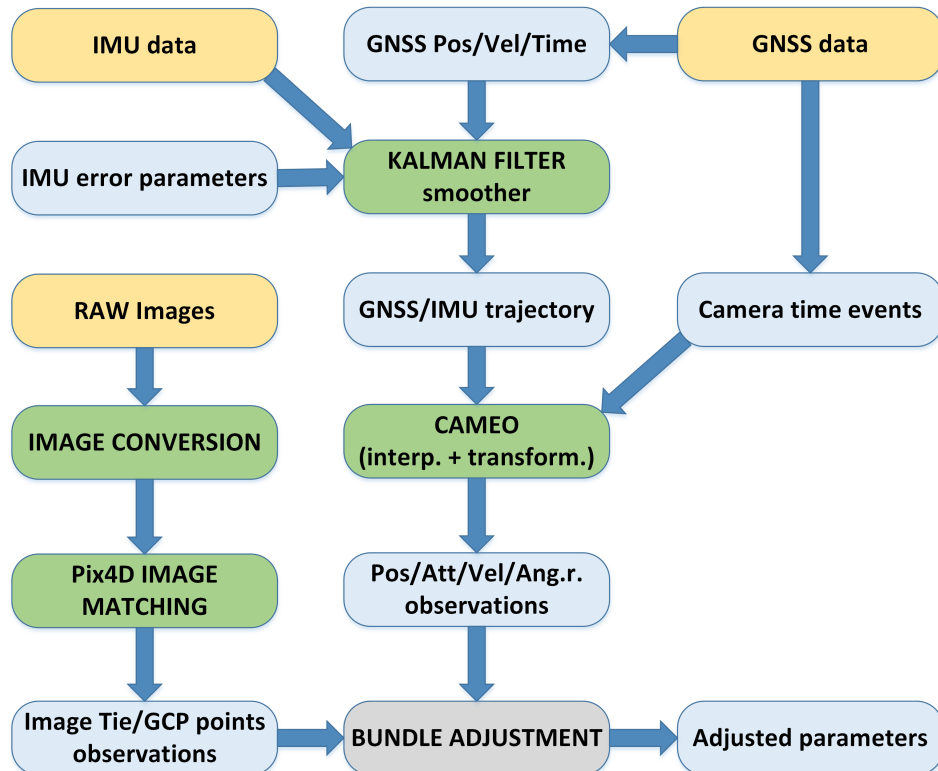 IMU data
GNSS Pos/Vel/Time
GNSS data
IMU error parameters
KALMAN FILTER
smoother
RAW Images
GNSS/IMU trajectory
Camera time events
IMAGE CONVERSION
CAMEO
(interp. + transform.)
Pix4D IMAGE
MATCHING
Pos/Att/Vel/Ang.r.
observations
Image Tie/GCP points
observations
BUNDLE ADJUSTMENT
Adjusted parameters